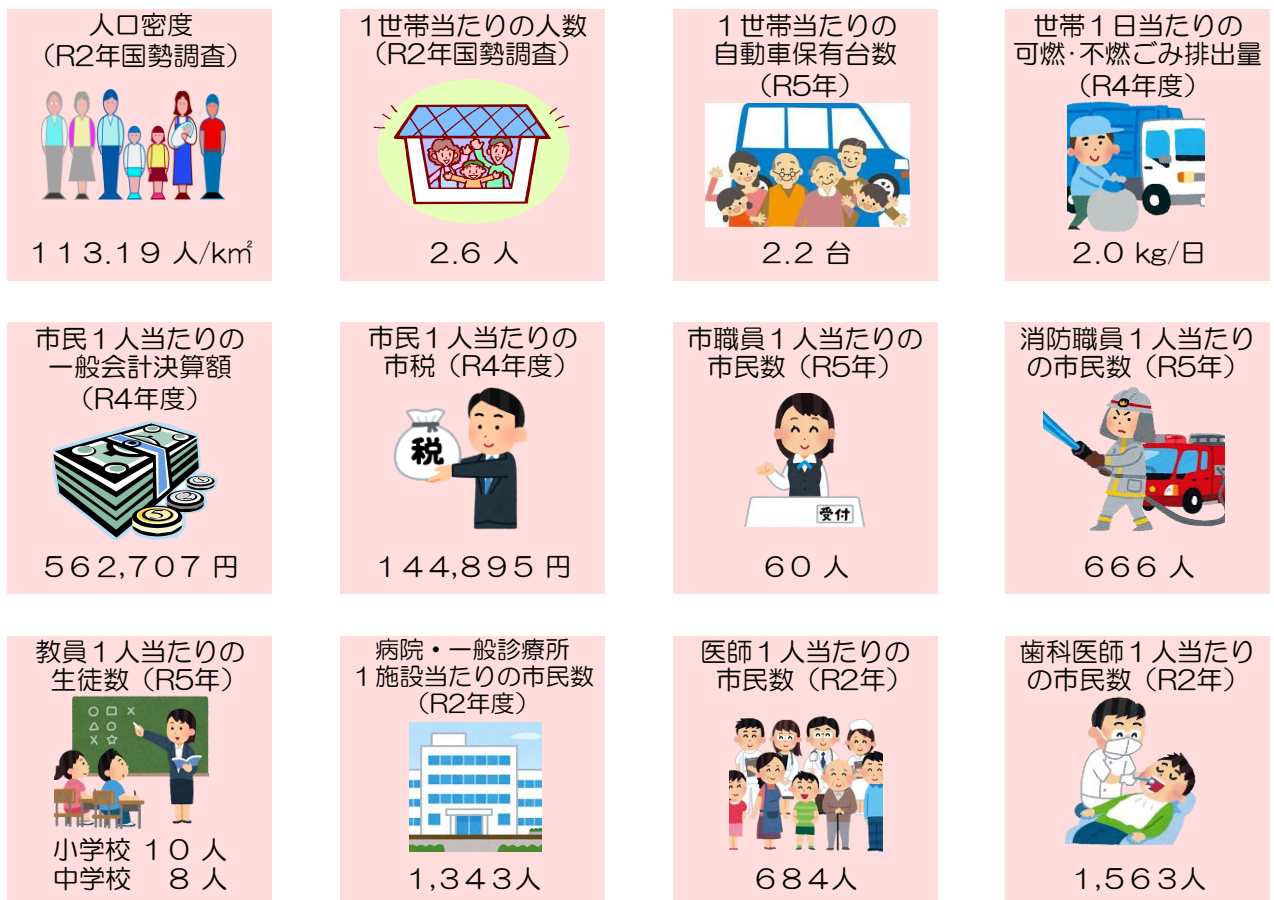 人口密度
（R2年国勢調査）
１１３.１９ 人/k㎡
1世帯当たりの人数
（R2年国勢調査）
２.６ 人
１世帯当たりの
自動車保有台数
（R5年）
２.２ 台
世帯１日当たりの
可燃・不燃ごみ排出量
（R4年度）
２.０ kg/日
市民１人当たりの
一般会計決算額
（R4年度）
５６２,７０７ 円
市民１人当たりの
市税（R4年度）
税
１４４,８９５ 円
市職員１人当たりの
市民数（R5年）
受付
６０ 人
消防職員１人当たり
の市民数（R5年）
６６６ 人
教員１人当たりの
生徒数（R5年）
小学校 １０ 人
中学校　８ 人
病院・一般診療所
１施設当たりの市民数
（R2年度）
１,３４３人
医師１人当たりの
市民数（R2年）
６８４人
歯科医師１人当たり
の市民数（R2年）
１,５６３人